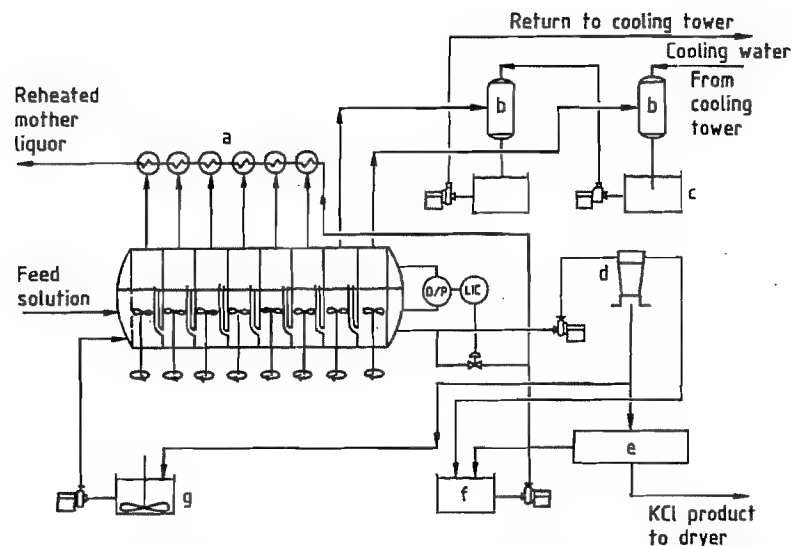 Return to cooling tower
Cooling water
From
cooling
tower
b
b
Reheated
mother
liquor
a
c
d
Feed
solution
D/P
LIC
e
g
f
KCl product
to dryer